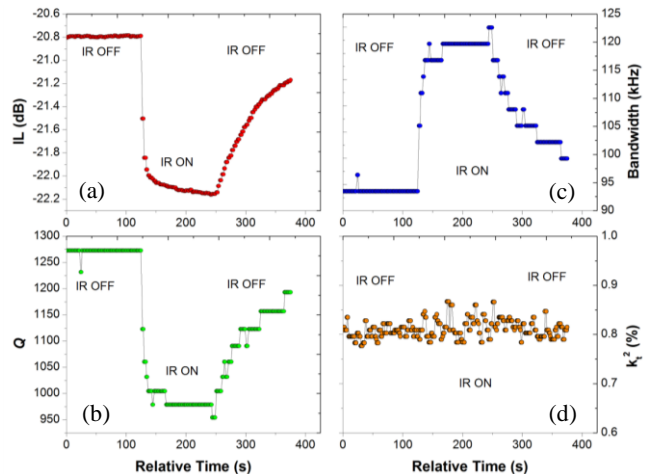 -20.8
-21.0
-21.2
-21.4
-21.6
-21.8
-22.0
-22.2
IL (dB)
IR OFF
IR OFF
IR ON
(a)
0
100
200
300
400
125
120
115
110
105
100
95
90
Bandwidth (kHz)
IR OFF
IR OFF
IR ON
(c)
0
100
200
300
400
1300
1250
1200
1150
1100
1050
1000
950
Q
IR OFF
IR OFF
IR ON
(b)
0
100
200
300
400
Relative Time (s)
1.0
0.9
0.8
0.7
0.6
k_t^2 (%)
IR OFF
IR OFF
IR ON
(d)
0
100
200
300
400
Relative Time (s)